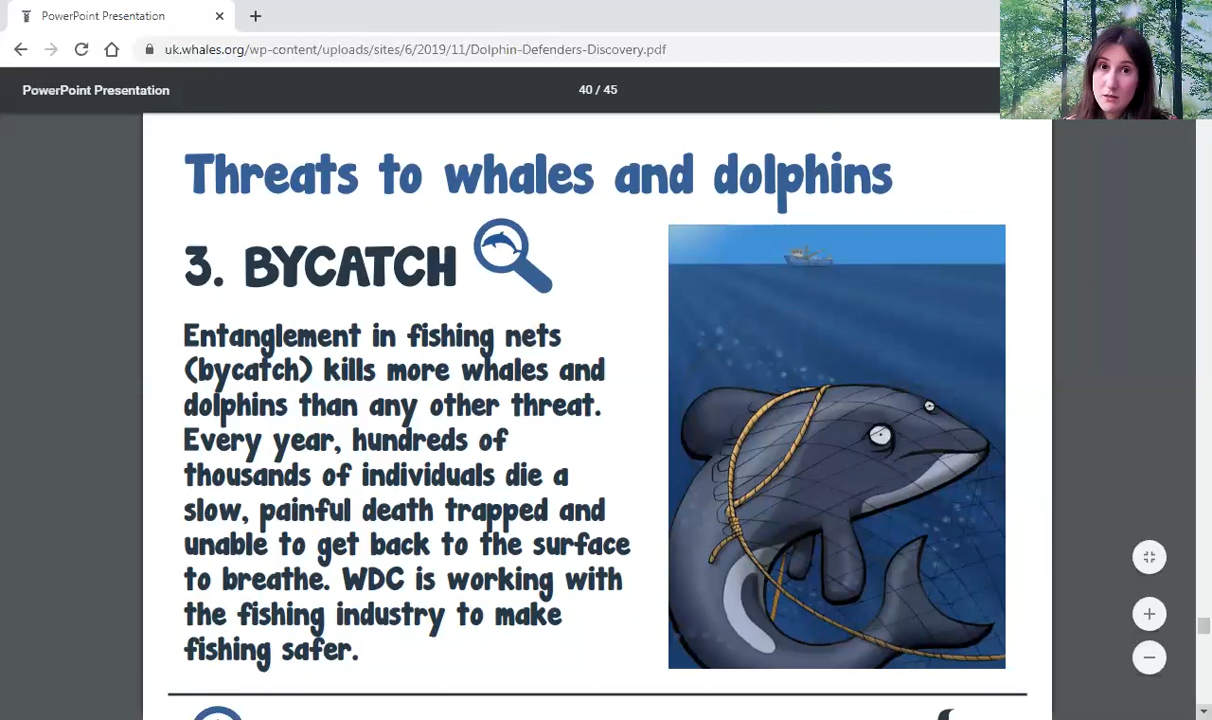 PowerPoint Presentation
uk.whales.org/wp-content/uploads/sites/6/2019/11/Dolphin-Defenders-Discovery.pdf
PowerPoint Presentation
40 / 45
Threats to whales and dolphins
3. BYCATCH
Entanglement in fishing nets
(bycatch) kills more whales and
dolphins than any other threat.
Every year, hundreds of
thousands of individuals die a
slow, painful death trapped and
unable to get back to the surface
to breathe. WDC is working with
the fishing industry to make
fishing safer.